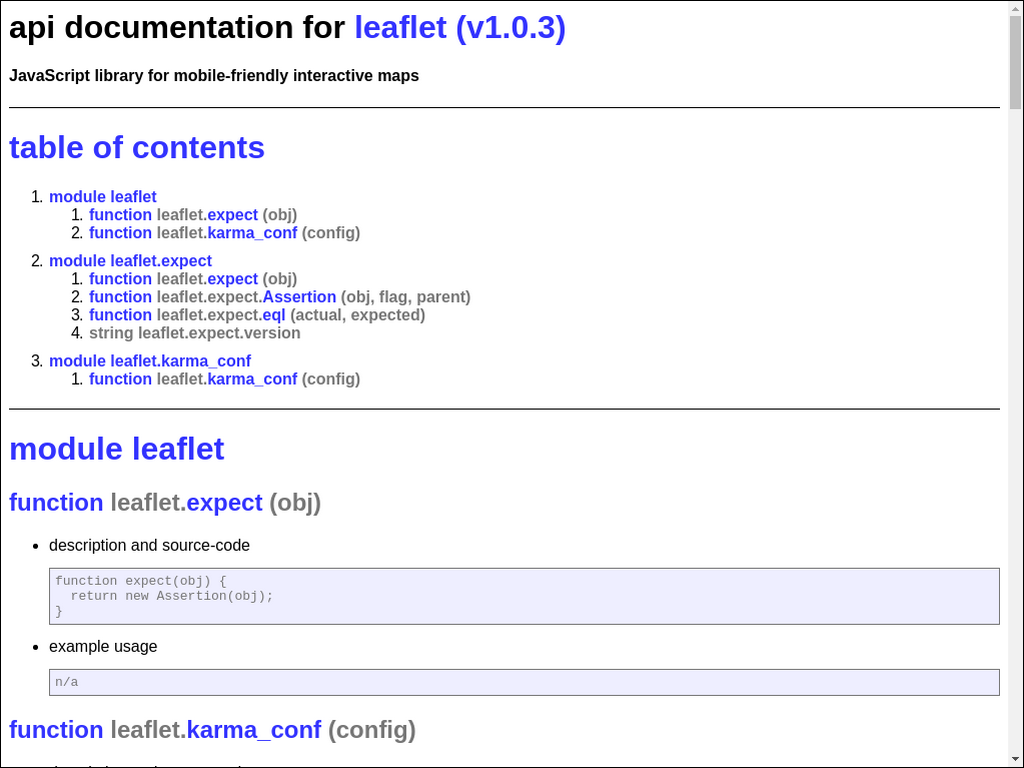 api documentation for leaflet (v1.0.3)
JavaScript library for mobile-friendly interactive maps
table of contents
1. module leaflet
1. function leaflet.expect (obj)
2. function leaflet.karma_conf (config)
2. module leaflet.expect
1. function leaflet.expect (obj)
2. function leaflet.expect.Assertion (obj, flag, parent)
3. function leaflet.expect.eql (actual, expected)
4. string leaflet.expect.version
3. module leaflet.karma_conf
1. function leaflet.karma_conf (config)
module leaflet
function leaflet.expect (obj)
• description and source-code
function expect(obj) {
  return new Assertion(obj);
}
• example usage
n/a
function leaflet.karma_conf (config)